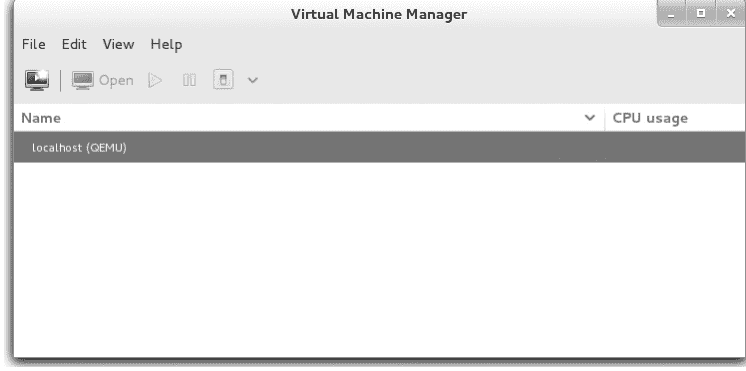 Virtual Machine Manager
File Edit View Help
Open
Name CPU usage
localhost (QEMU)